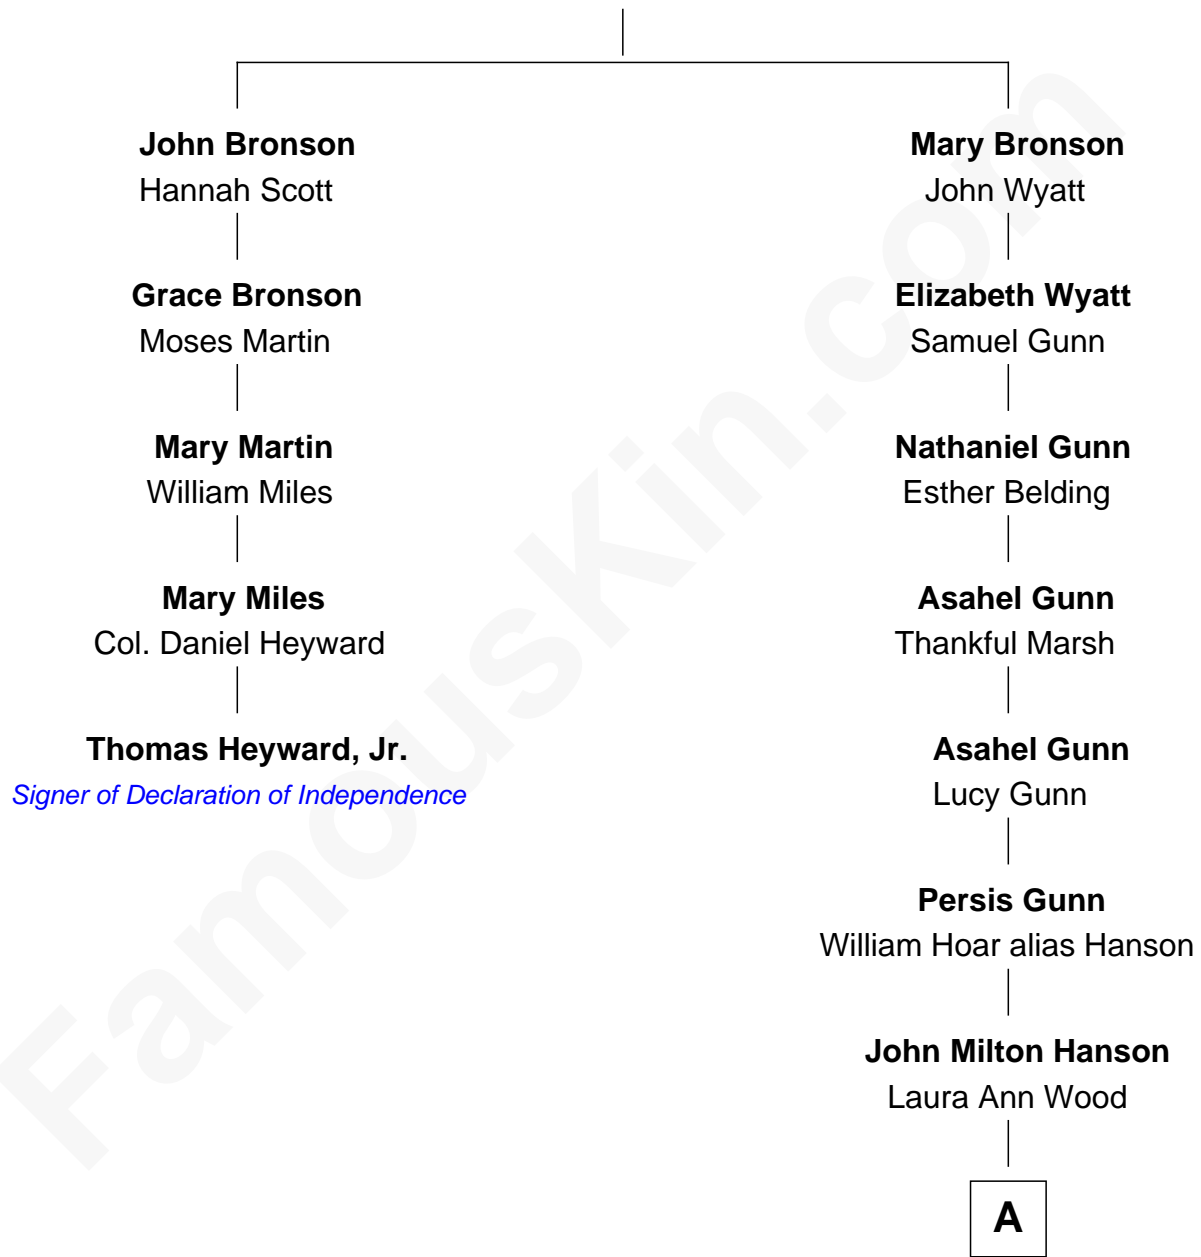 John Bronson
Hannah Scott
Grace Bronson
Moses Martin
Mary Martin
William Miles
Mary Miles
Col. Daniel Heyward
Thomas Heyward, Jr.
Signer of Declaration of Independence
Mary Bronson
John Wyatt
Elizabeth Wyatt
Samuel Gunn
Nathaniel Gunn
Esther Belding
Asahel Gunn
Thankful Marsh
Asahel Gunn
Lucy Gunn
Persis Gunn
William Hoar alias Hanson
John Milton Hanson
Laura Ann Wood
A
FamousKin.com